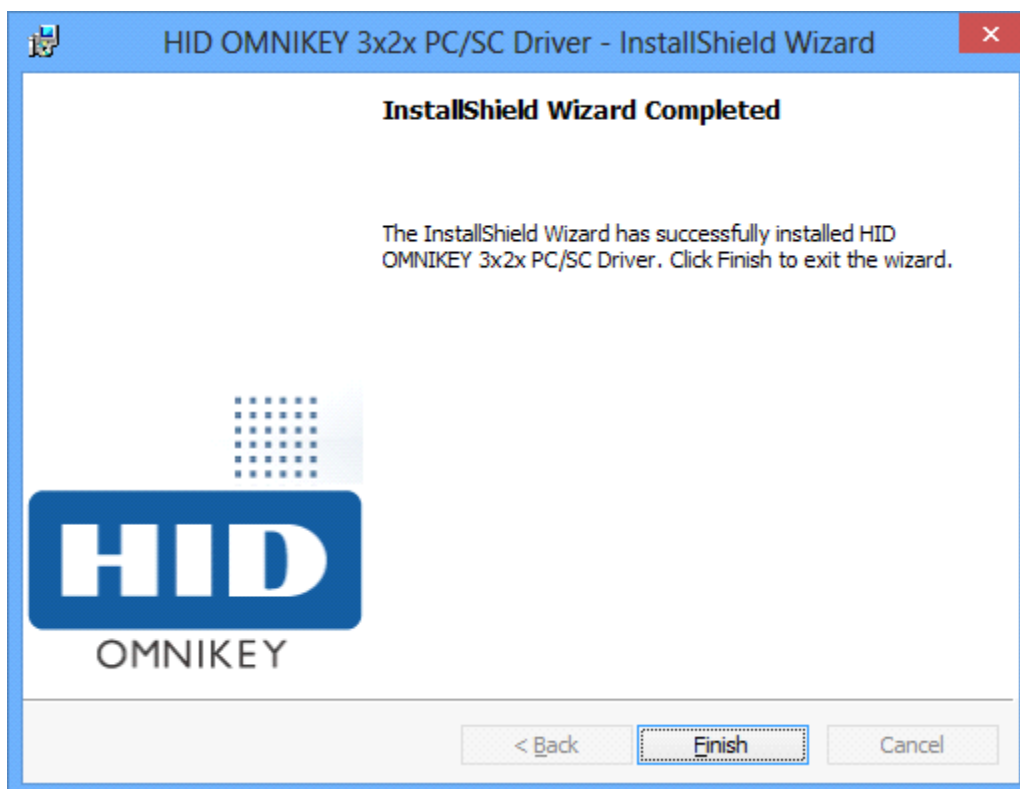 HID OMNIKEY 3x2x PC/SC Driver - InstallShield Wizard
InstallShield Wizard Completed
The InstallShield Wizard has successfully installed HID
OMNIKEY 3x2x PC/SC Driver. Click Finish to exit the wizard.
HID
OMNIKEY
< Back
Finish
Cancel